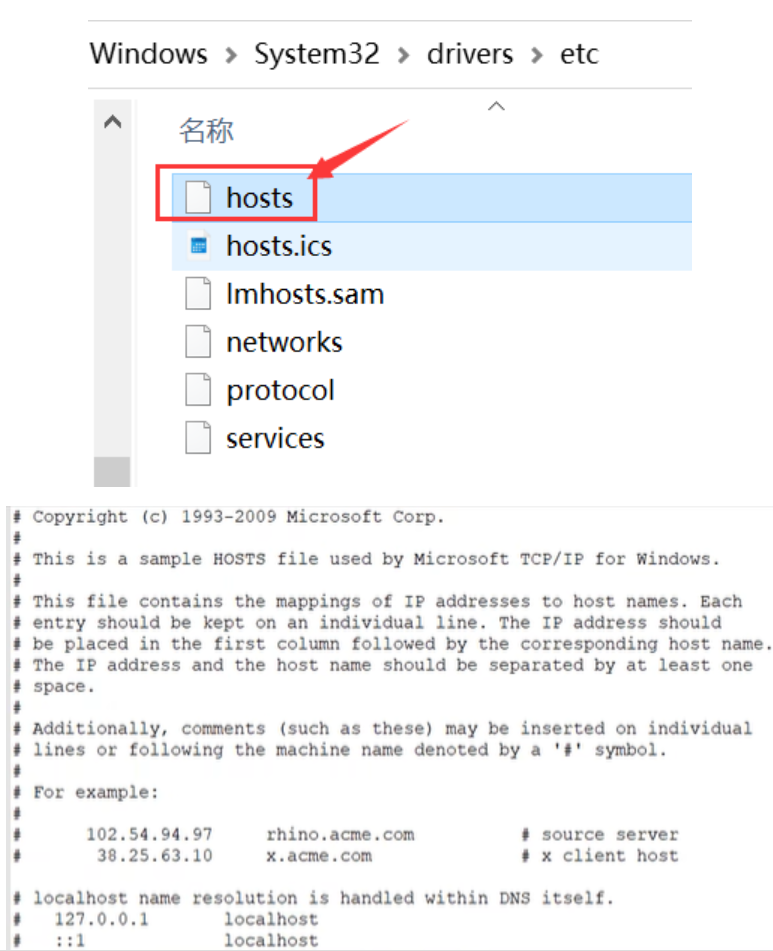 Windows > System32 > drivers > etc
名称
hosts
hosts.ics
lmhosts.sam
networks
protocol
services
# Copyright (c) 1993-2009 Microsoft Corp.
#
# This is a sample HOSTS file used by Microsoft TCP/IP for Windows.
#
# This file contains the mappings of IP addresses to host names. Each
# entry should be kept on an individual line. The IP address should
# be placed in the first column followed by the corresponding host name.
# The IP address and the host name should be separated by at least one
# space.
#
# Additionally, comments (such as these) may be inserted on individual
# lines or following the machine name denoted by a '#' symbol.
#
# For example:
#
#      102.54.94.97     rhino.acme.com          # source server
#       38.25.63.10     x.acme.com              # x client host

# localhost name resolution is handled within DNS itself.
#   127.0.0.1       localhost
#   ::1             localhost